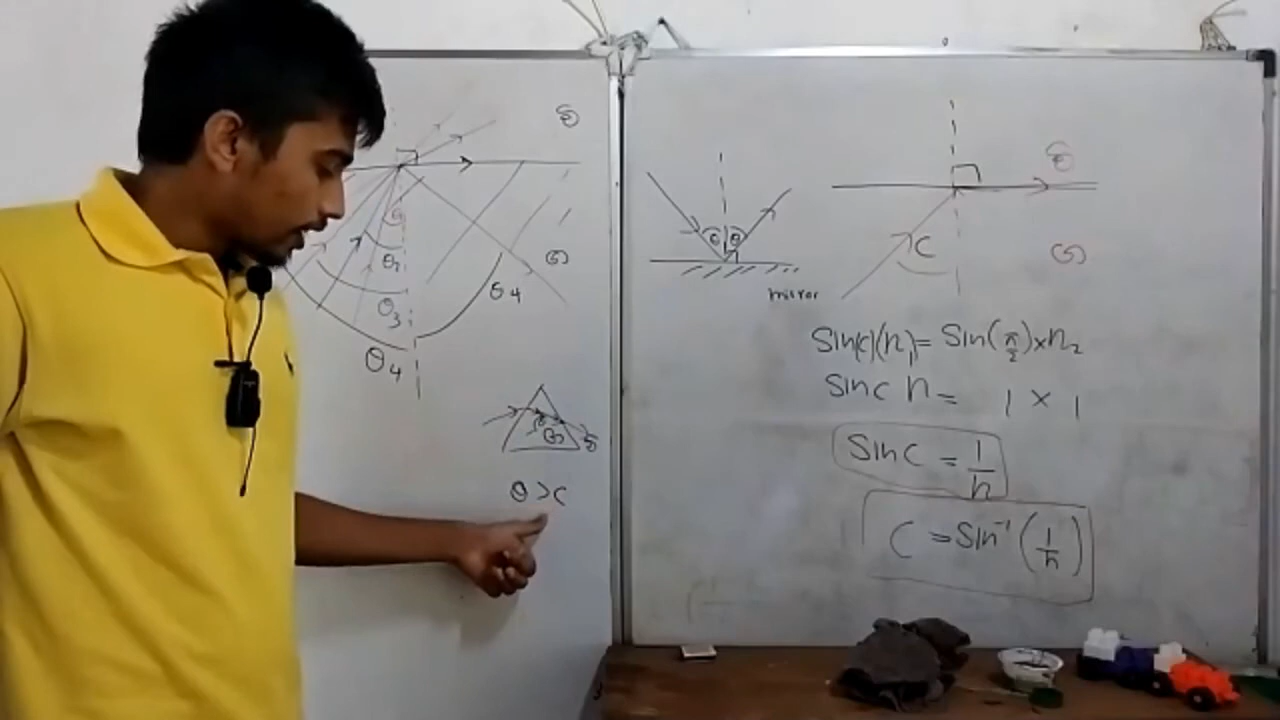 θ₁
θ₂
θ₃
θ₄
θ₄
θ > c
θ θ
mirror
C
Sin(c)(n₁) = Sin(π/2) × n₂
Sin c n = 1 × 1
Sin c = 1/n
C = Sin⁻¹(1/n)